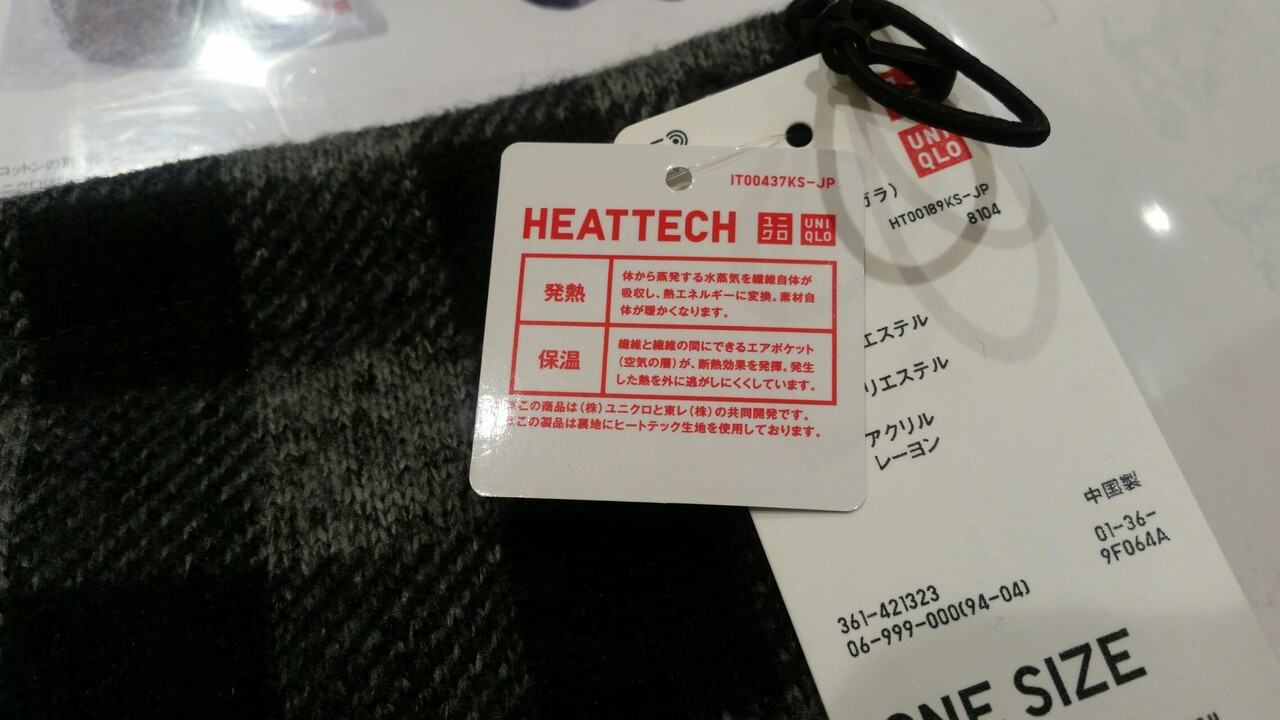 IT00437KS-JP
HEATTECH
ユニクロ
UNIQLO
発熱
体から蒸発する水蒸気を繊維自体が
吸収し、熱エネルギーに変換。素材自
体が暖かくなります。
保温
繊維と繊維の間にできるエアポケット
(空気の層)が、断熱効果を発揮。発生
した熱を外に逃がしにくくしています。
※この商品は(株)ユニクロと東レ(株)の共同開発です。
※この製品は裏地にヒートテック生地を使用しております。
UNIQLO
ガラ)
HT00189KS-JP
8104
エステル
リエステル
アクリル
レーヨン
中国製
01-36-
9F064A
361-421323
06-999-000(94-04)
ONE SIZE